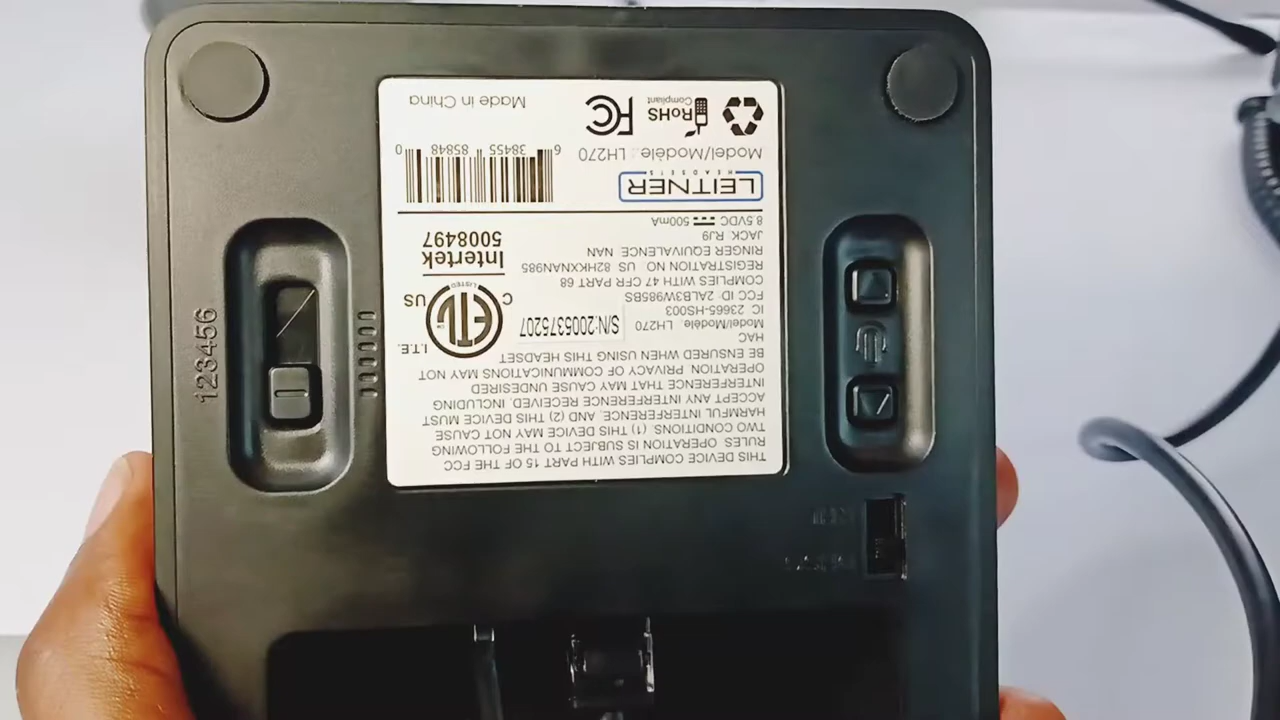 THIS DEVICE COMPLIES WITH PART 15 OF THE FCC
RULES. OPERATION IS SUBJECT TO THE FOLLOWING
TWO CONDITIONS. (1) THIS DEVICE MAY NOT CAUSE
HARMFUL INTERFERENCE, AND, (2) THIS DEVICE MUST
ACCEPT ANY INTERFERENCE RECEIVED, INCLUDING
INTERFERENCE THAT MAY CAUSE UNDESIRED
OPERATION. PRIVACY OF COMMUNICATIONS MAY NOT
BE ENSURED WHEN USING THIS HEADSET
HAC
Model/Modèle: LH270
IC: 23665-HS003
FCC ID: 2ALB3W985BS
COMPLIES WITH 47 CFR PART 68
REGISTRATION NO. US: 82HKXNAN985
RINGER EQUIVALENCE: NAN
JACK: RJ9
8.5VDC 500mA
S/N:2005375207
I.T.E.
C ETL US
LISTED
Intertek
5008497
LEITNER
HEADSETS
Model/Modèle: LH270
6 38455 85848 0
RoHS
Compliant
FC
Made in China
123456